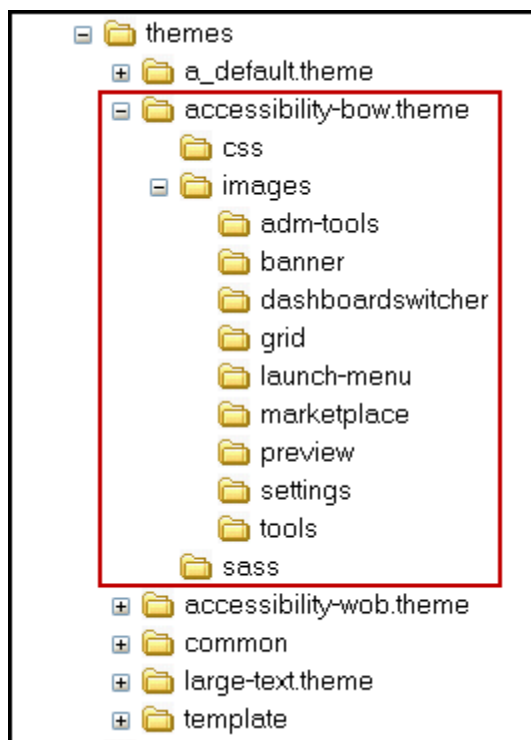 themes
a_default.theme
accessibility-bow.theme
css
images
adm-tools
banner
dashboardswitcher
grid
launch-menu
marketplace
preview
settings
tools
sass
accessibility-wob.theme
common
large-text.theme
template